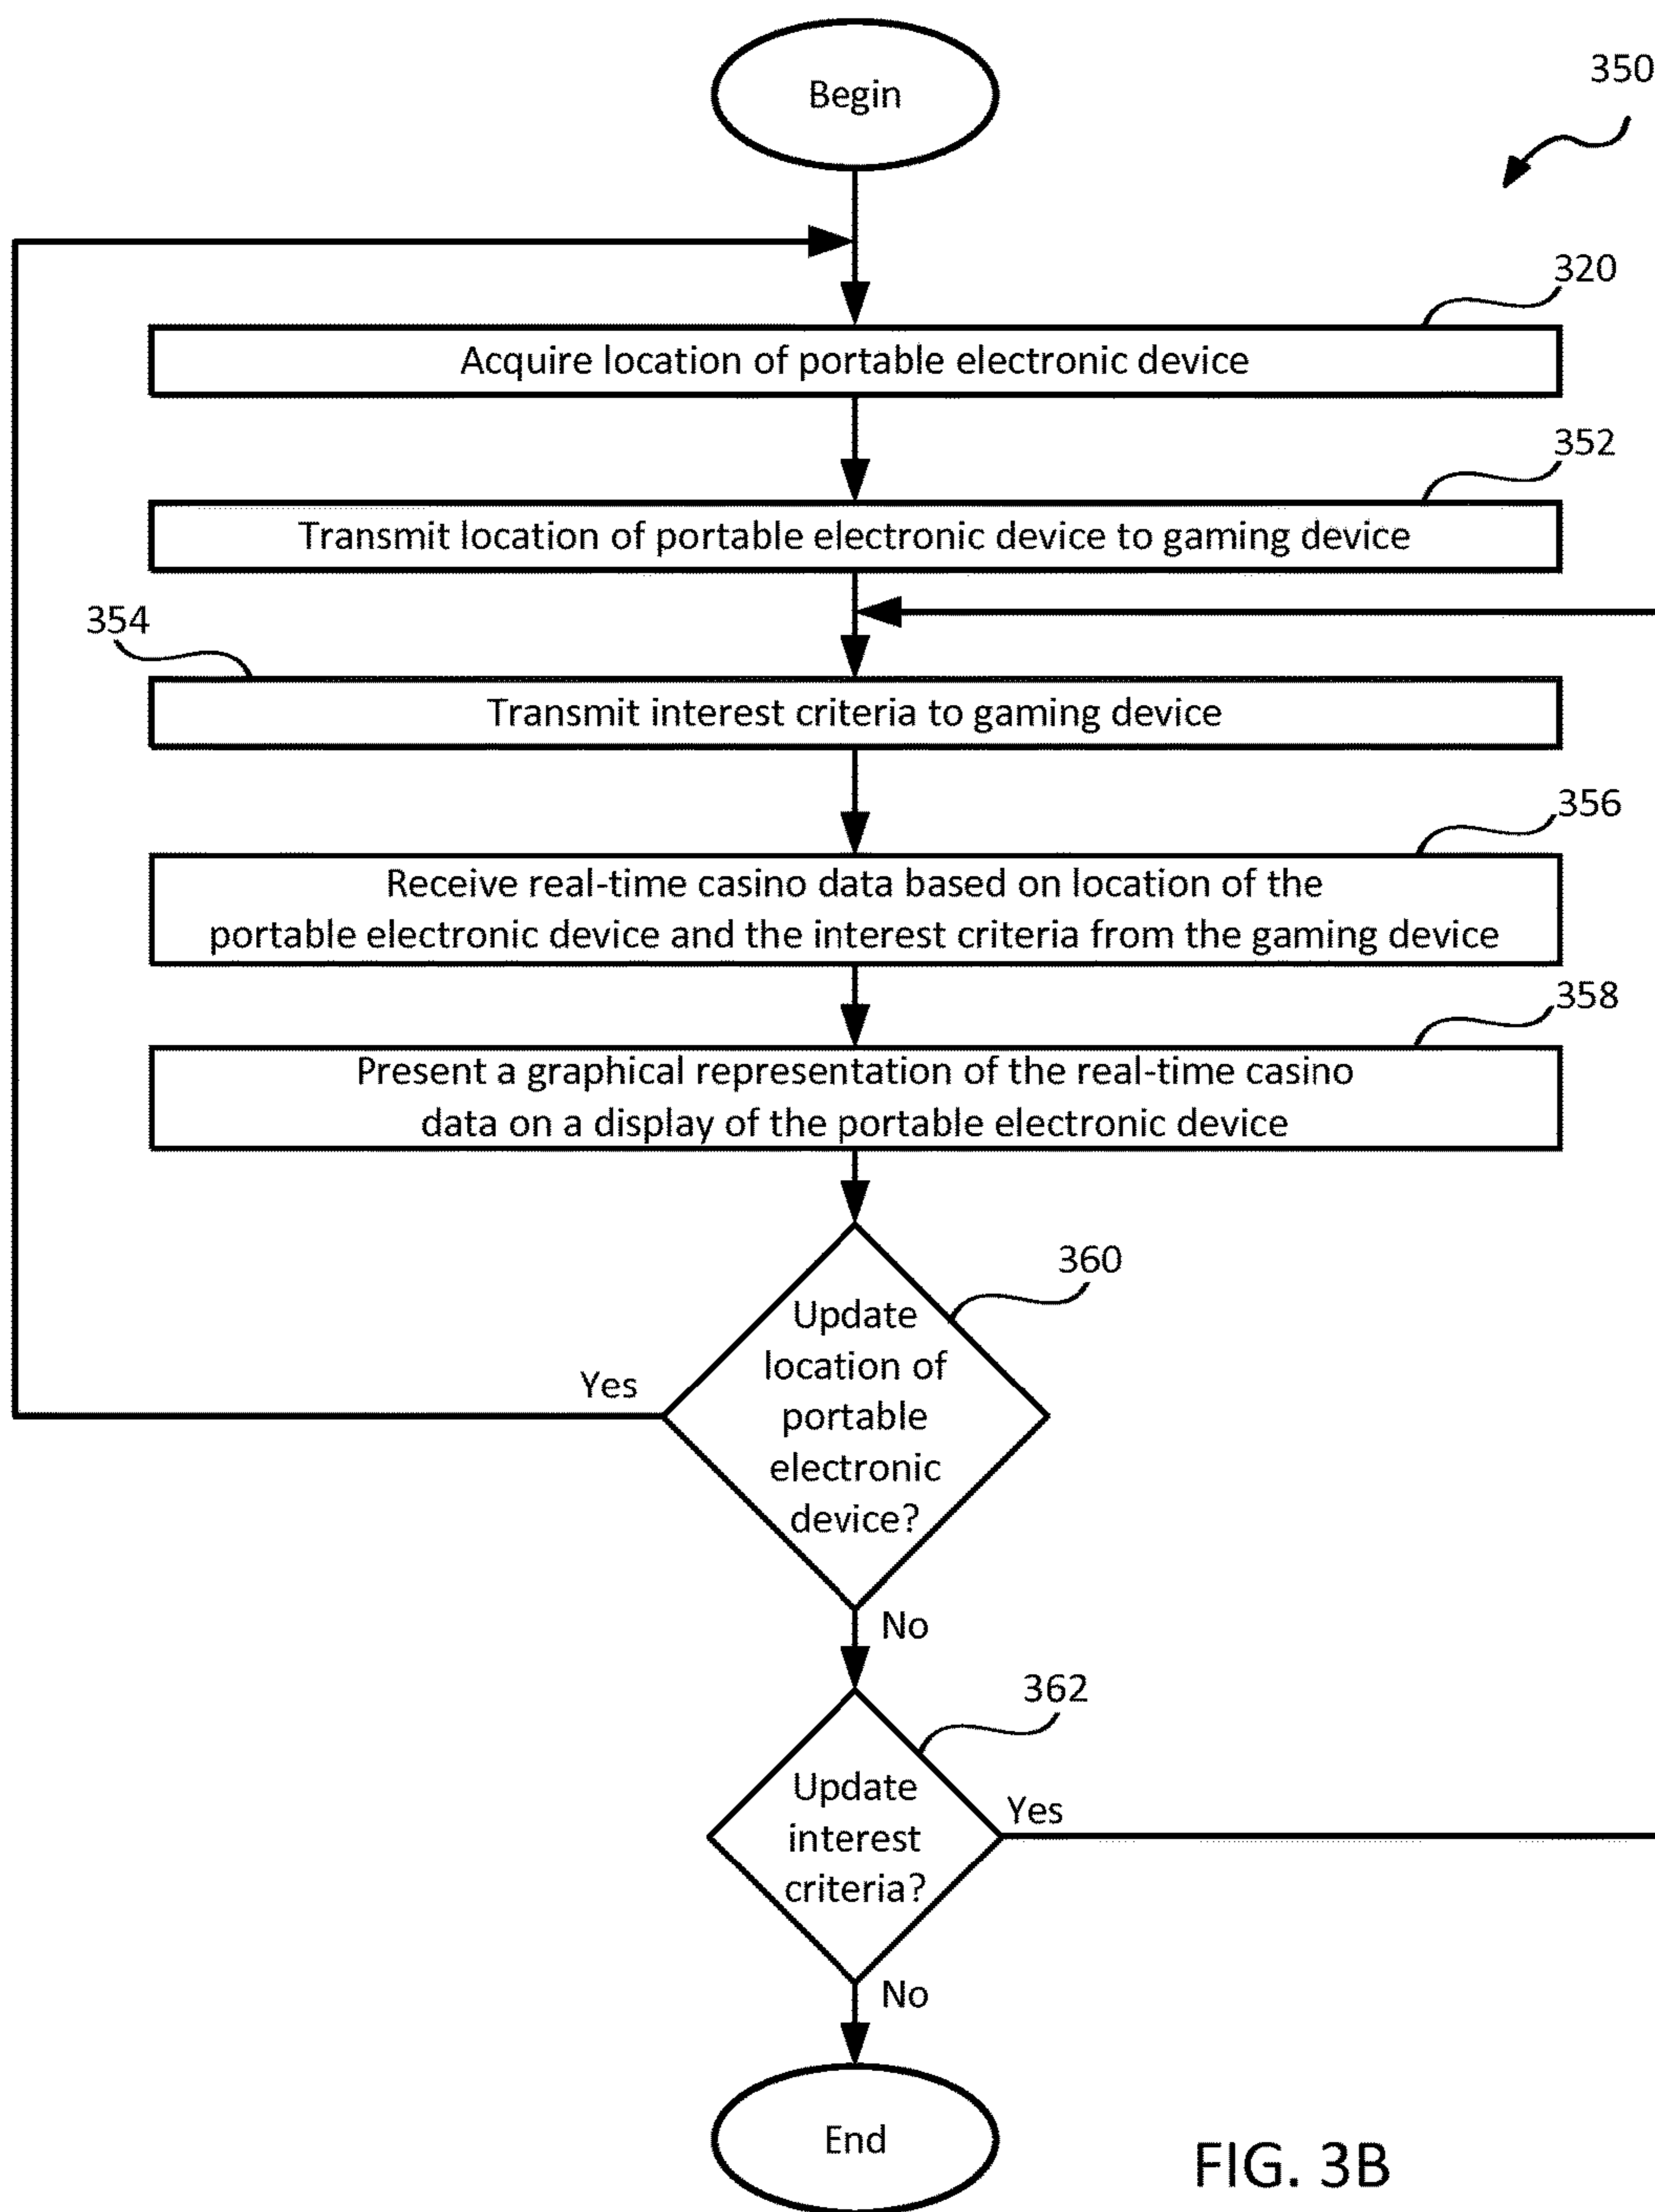 Begin
350
320
Acquire location of portable electronic device
352
Transmit location of portable electronic device to gaming device
354
Transmit interest criteria to gaming device
356
Receive real-time casino data based on location of the
portable electronic device and the interest criteria from the gaming device
358
Present a graphical representation of the real-time casino
data on a display of the portable electronic device
360
Update
location of
portable
electronic
device?
Yes
No
362
Update
interest
criteria?
Yes
No
End
FIG. 3B